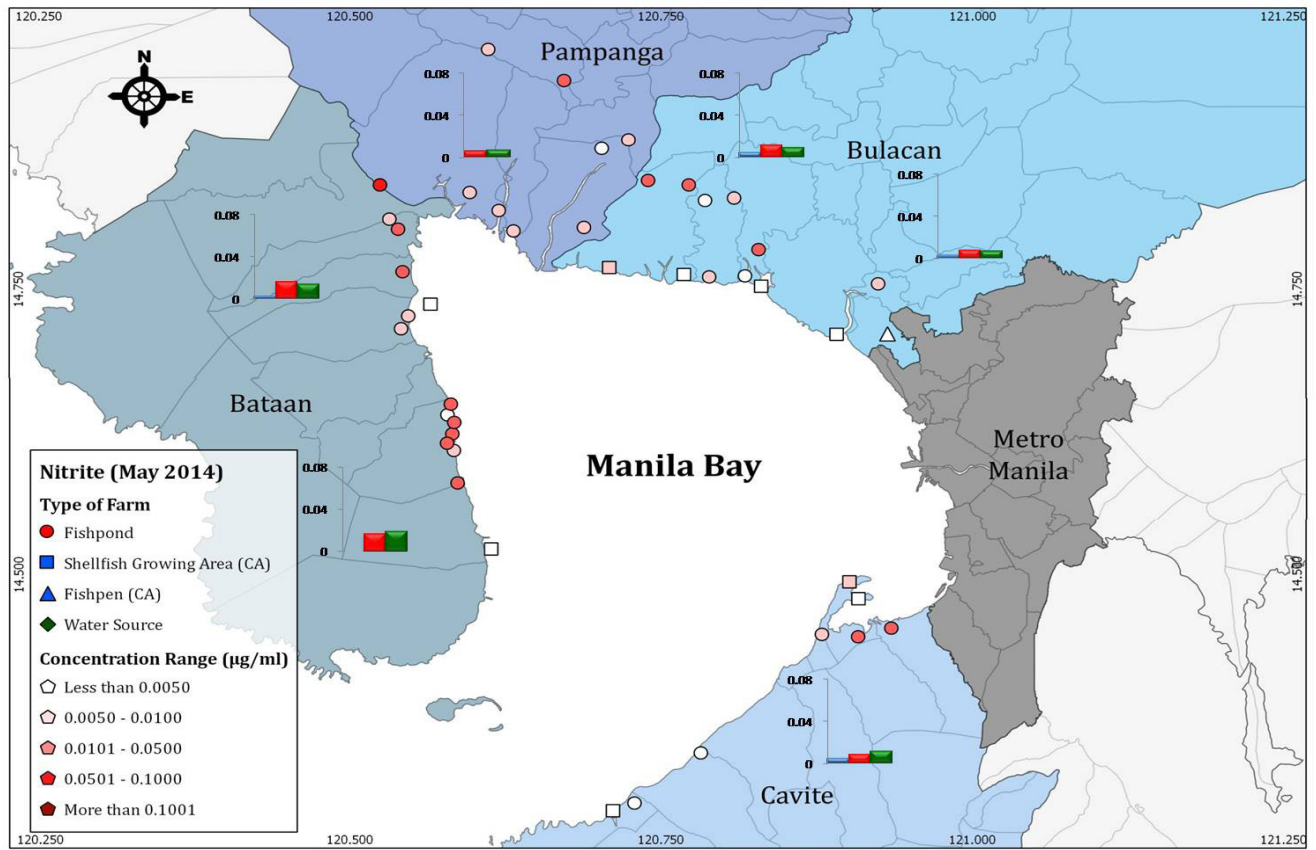 120.250 120.500 120.750 121.000 121.250
N
E
Pampanga
0.08
0.04
0
0.08
0.04
0
Bulacan
0.08
0.04
0
0.08
0.04
0
14.750
14.750
Bataan
Manila Bay
Metro
Manila
0.08
0.04
0
14.500
14.500
Nitrite (May 2014)
Type of Farm
Fishpond
Shellfish Growing Area (CA)
Fishpen (CA)
Water Source
Concentration Range (µg/ml)
Less than 0.0050
0.0050 - 0.0100
0.0101 - 0.0500
0.0501 - 0.1000
More than 0.1001
0.08
0.04
0
Cavite
120.250 120.500 120.750 121.000 121.250